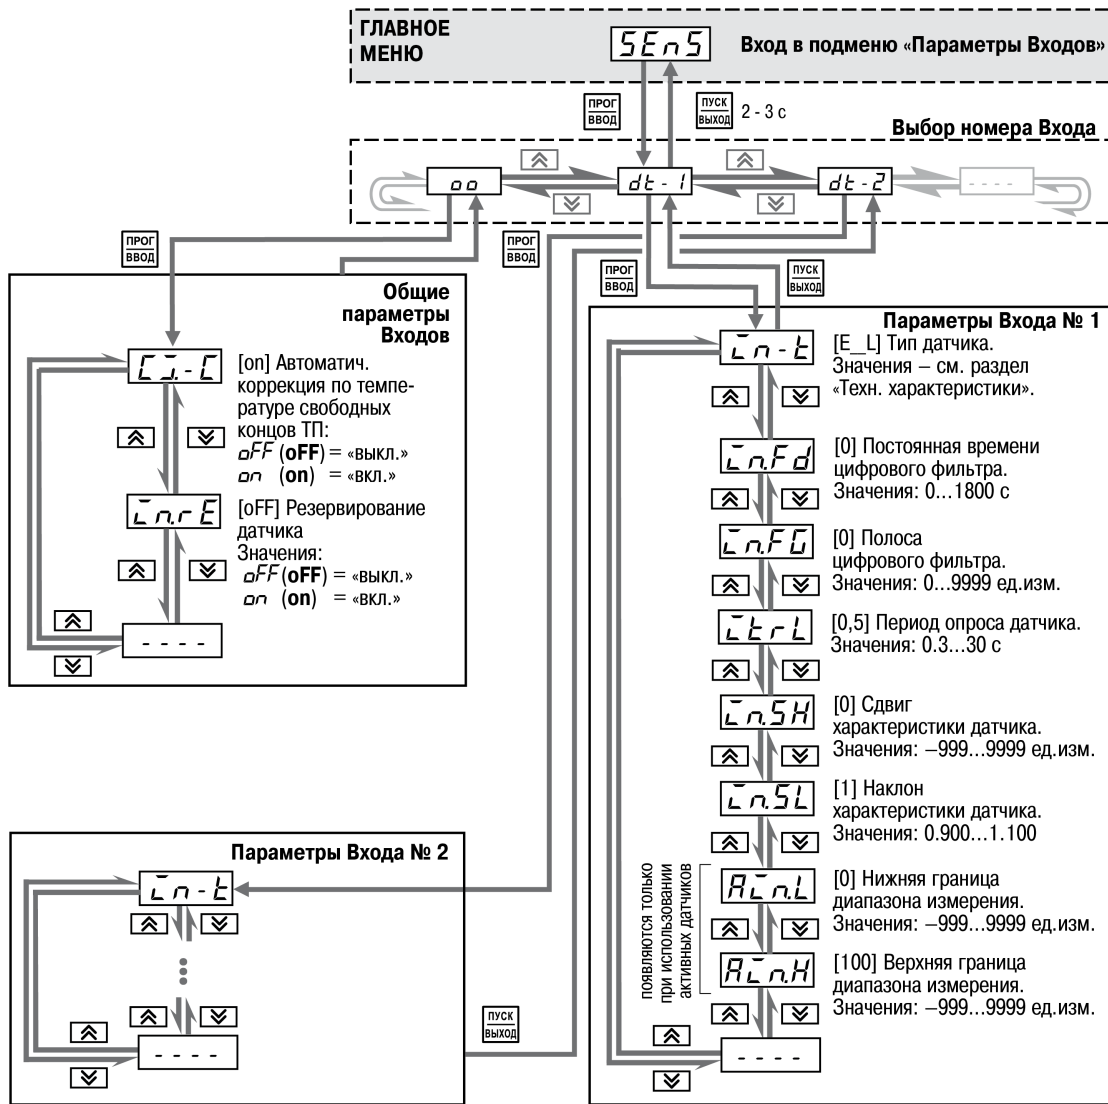 ГЛАВНОЕ
МЕНЮ
SEnS
Вход в подменю «Параметры Входов»
ПРОГ
ВВОД
ПУСК
ВЫХОД
2 - 3 с
Выбор номера Входа
oo
dt - 1
dt - 2
- - - -
ПРОГ
ВВОД
ПРОГ
ВВОД
ПРОГ
ВВОД
ПУСК
ВЫХОД
Общие
параметры
Входов
CJ.-C
[on] Автоматич.
коррекция по темпе-
ратуре свободных
концов ТП:
oFF (oFF) = «выкл.»
on (on) = «вкл.»
in.rE
[oFF] Резервирование
датчика
Значения:
oFF (oFF) = «выкл.»
on (on) = «вкл.»
- - - -
Параметры Входа № 1
in-t
[E_L] Тип датчика.
Значения – см. раздел
«Техн. характеристики».
in.Fd
[0] Постоянная времени
цифрового фильтра.
Значения: 0...1800 с
in.FG
[0] Полоса
цифрового фильтра.
Значения: 0...9999 ед.изм.
itrL
[0,5] Период опроса датчика.
Значения: 0.3...30 с
in.SH
[0] Сдвиг
характеристики датчика.
Значения: –999...9999 ед.изм.
in.SL
[1] Наклон
характеристики датчика.
Значения: 0.900...1.100
появляются только
при использовании
активных датчиков
Ain.L
[0] Нижняя граница
диапазона измерения.
Значения: –999...9999 ед.изм.
Ain.H
[100] Верхняя граница
диапазона измерения.
Значения: –999...9999 ед.изм.
- - - -
Параметры Входа № 2
in-t
- - - -
ПУСК
ВЫХОД